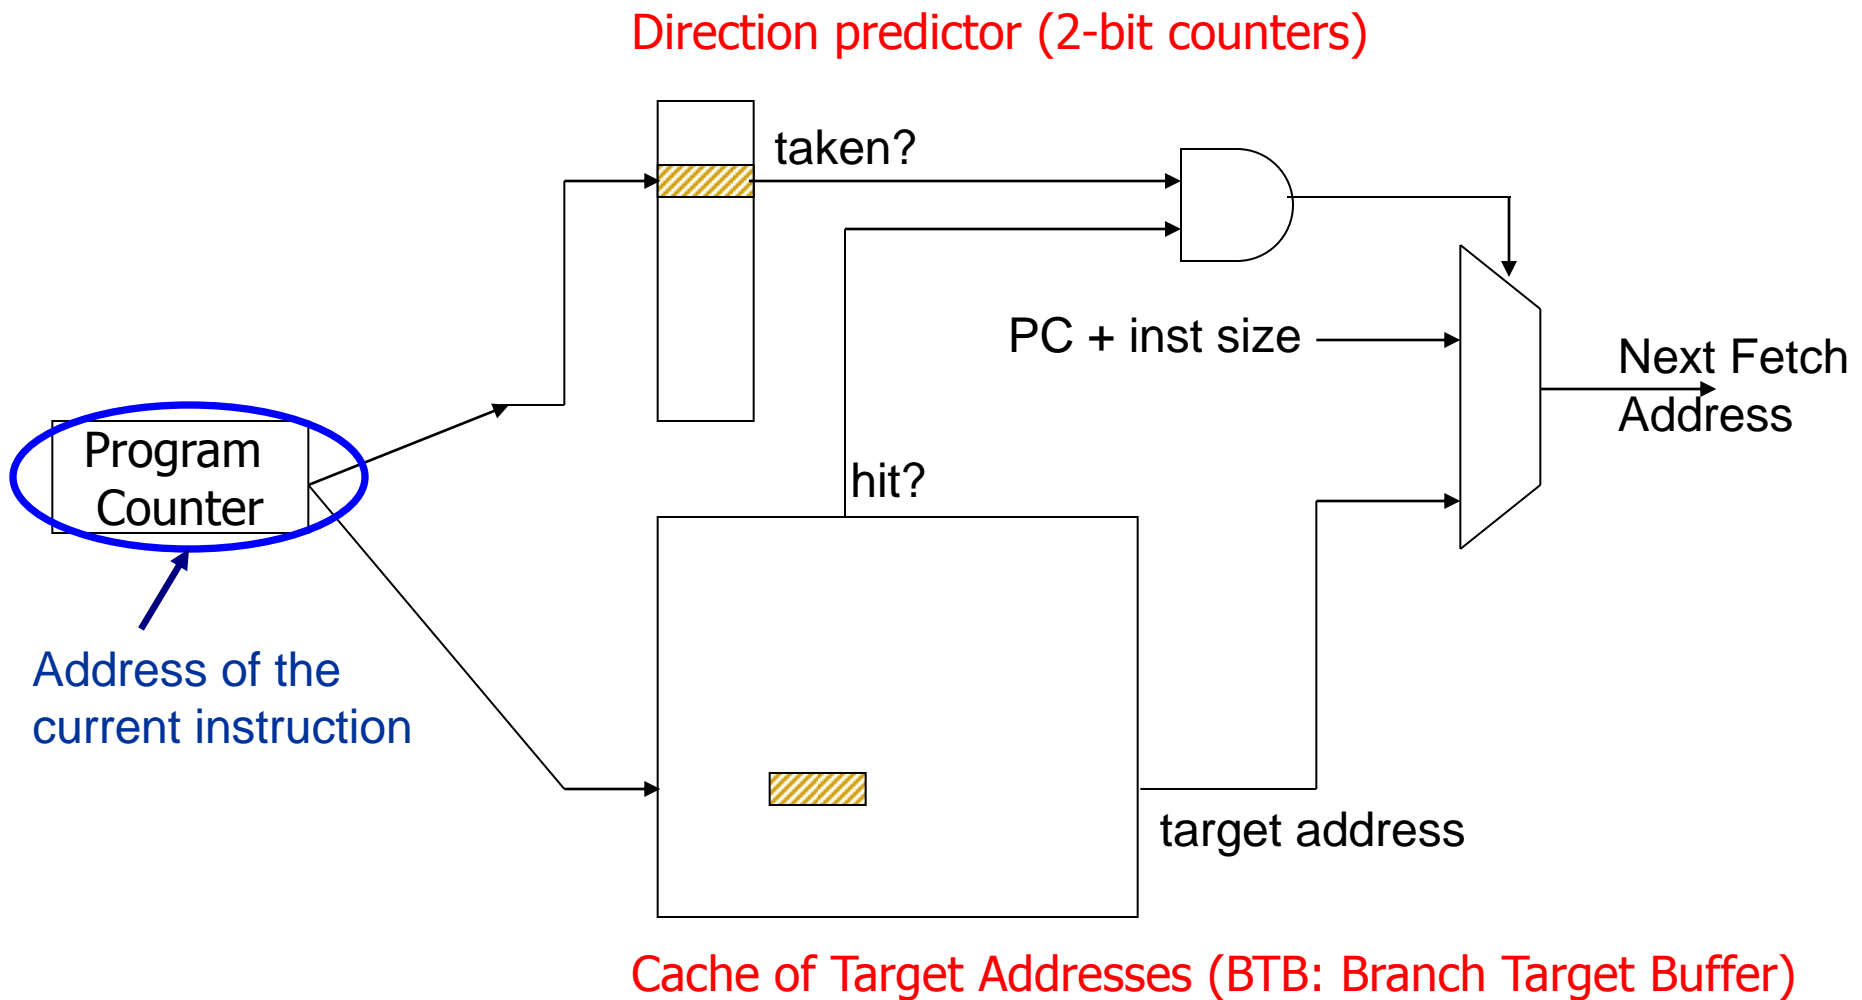 Direction predictor (2-bit counters)
taken?
PC + inst size
Next Fetch
Address
Program
Counter
hit?
Address of the
current instruction
target address
Cache of Target Addresses (BTB: Branch Target Buffer)